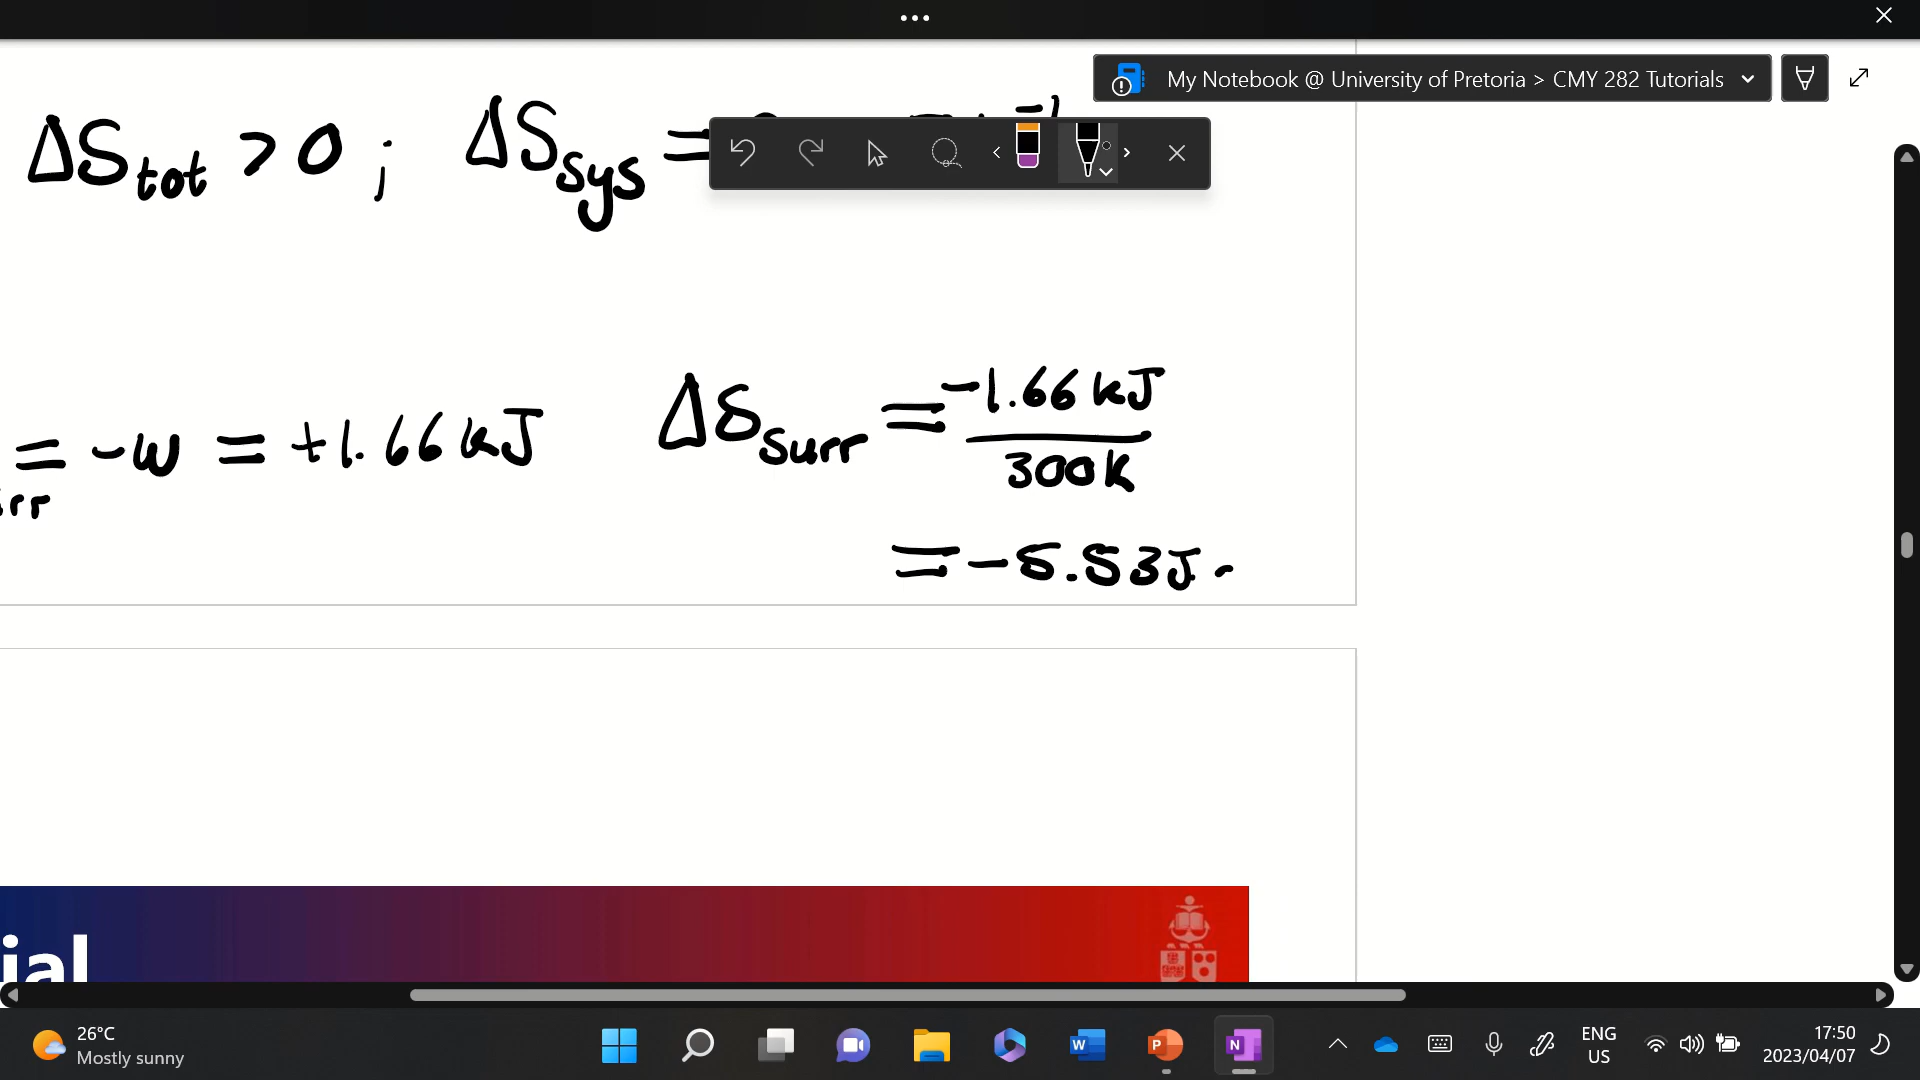 My Notebook @ University of Pretoria > CMY 282 Tutorials
ΔS_tot > 0 ; ΔS_sys =
= -w = +1.66 kJ
ΔS_surr = -1.66 kJ / 300 K
= -5.53 J ·
ial
26°C
Mostly sunny
ENG
US
17:50
2023/04/07